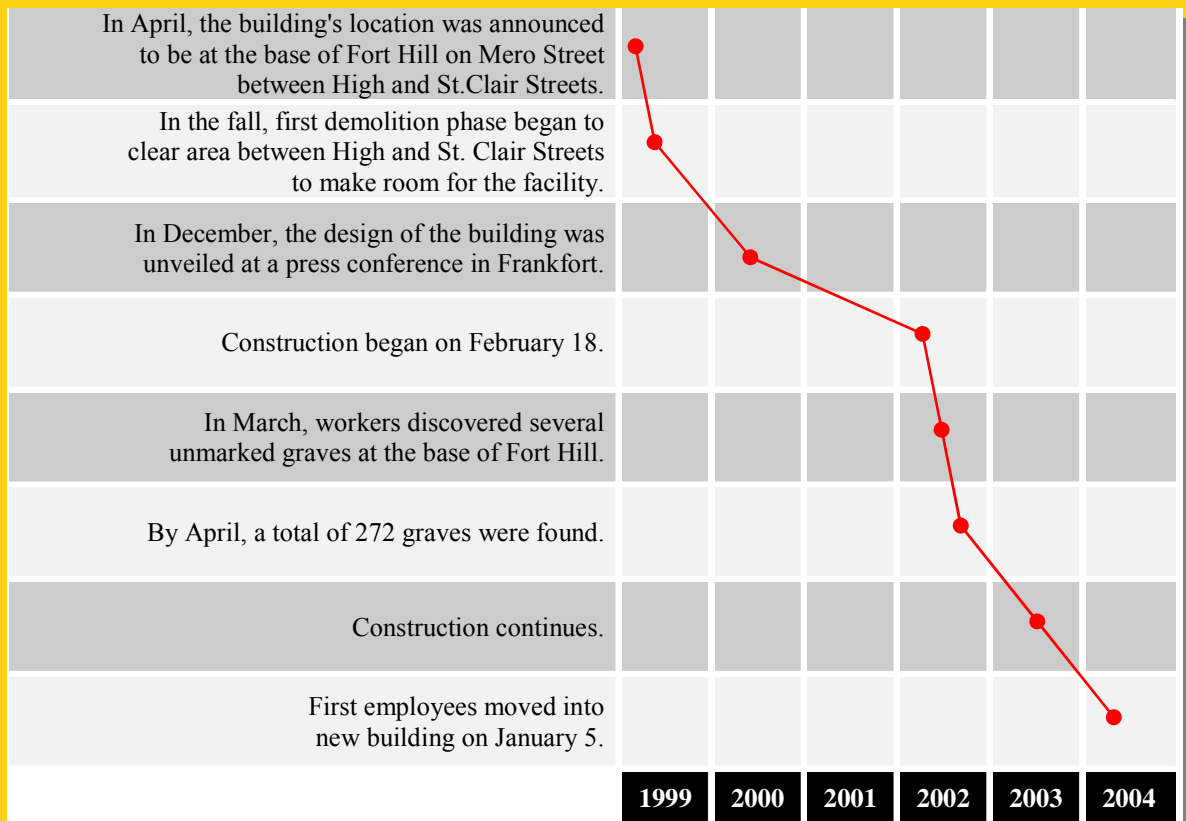 In April, the building's location was announced
to be at the base of Fort Hill on Mero Street
between High and St.Clair Streets.
In the fall, first demolition phase began to
clear area between High and St. Clair Streets
to make room for the facility.
In December, the design of the building was
unveiled at a press conference in Frankfort.
Construction began on February 18.
In March, workers discovered several
unmarked graves at the base of Fort Hill.
By April, a total of 272 graves were found.
Construction continues.
First employees moved into
new building on January 5.
1999 2000 2001 2002 2003 2004